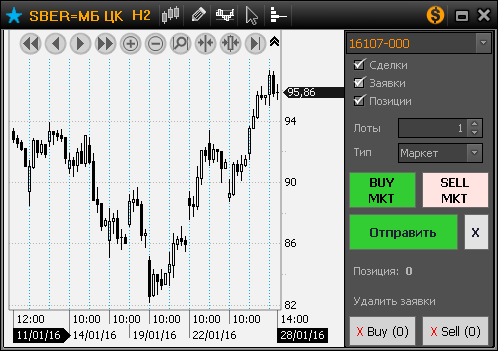 SBER=МБ ЦК H2
95,86
94
90
86
82
12:00 10:00 10:00 10:00 14:00
11/01/16 14/01/16 19/01/16 22/01/16 28/01/16
16107-000
Сделки
Заявки
Позиции
Лоты 1
Тип Маркет
BUY MKT
SELL MKT
Отправить X
Позиция: 0
Удалить заявки
X Buy (0) X Sell (0)